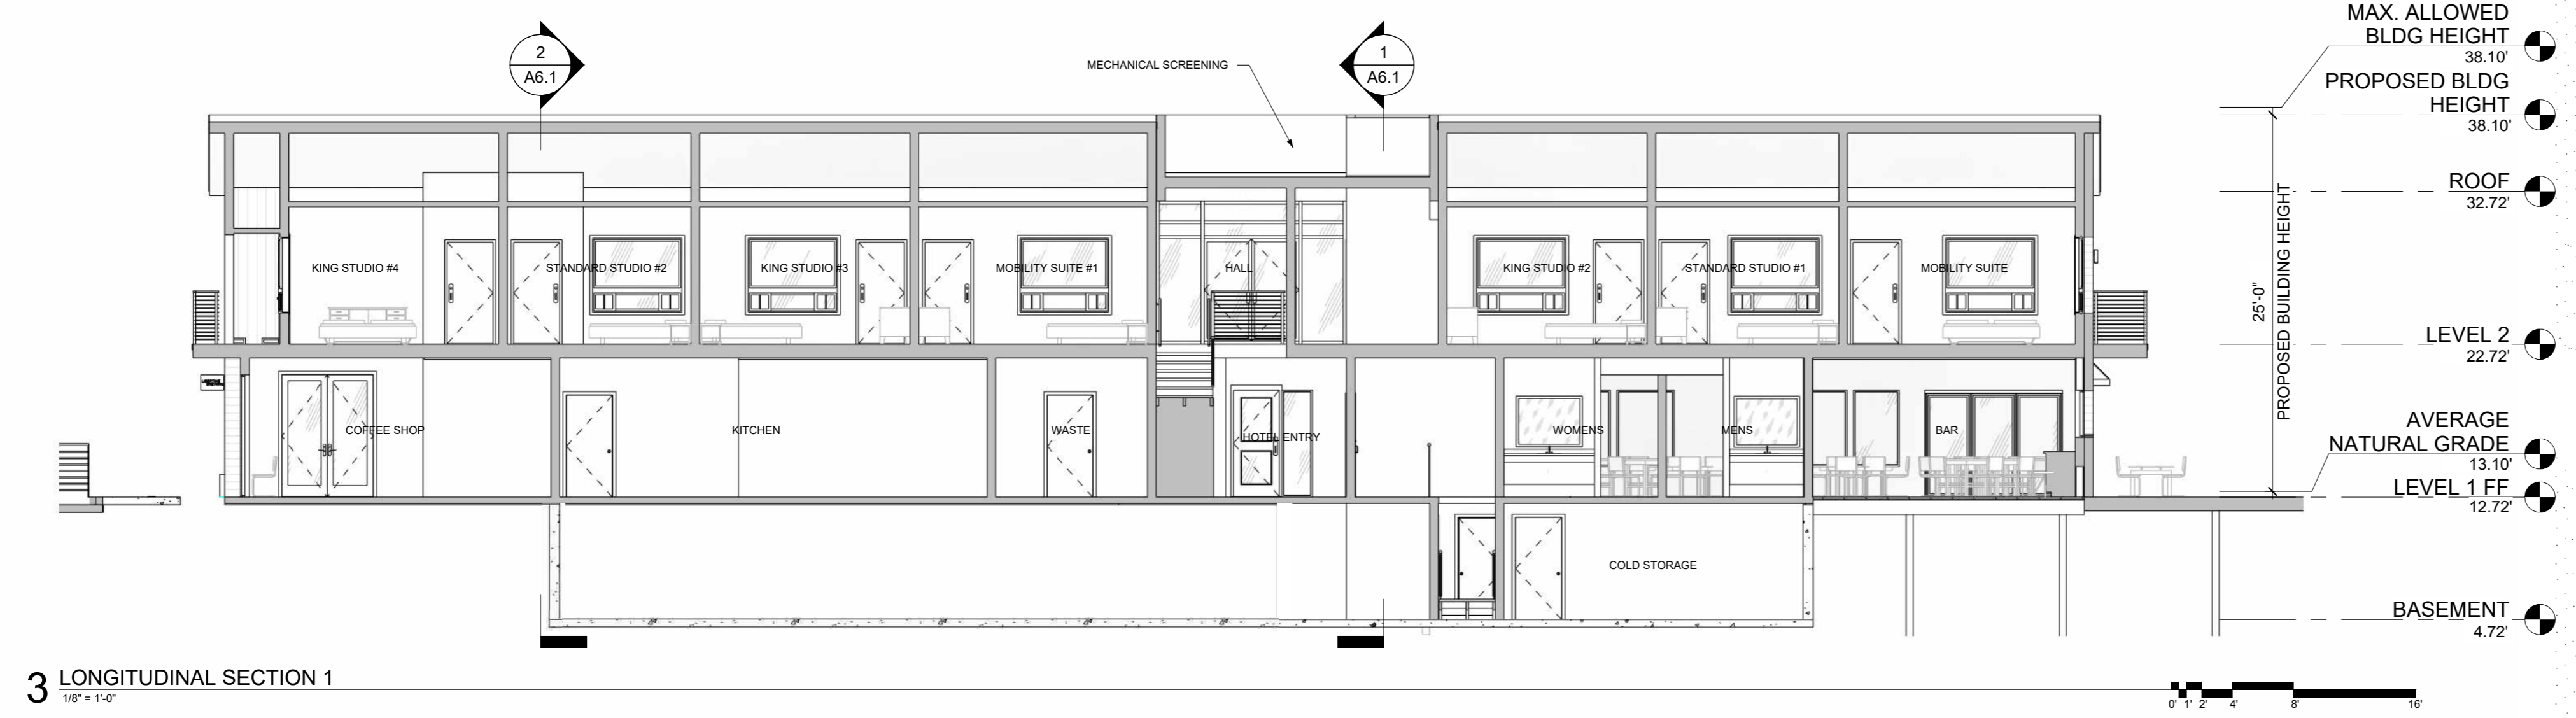 2
A6.1
MECHANICAL SCREENING
1
A6.1
MAX. ALLOWED
BLDG HEIGHT
38.10'
PROPOSED BLDG
HEIGHT
38.10'
ROOF
32.72'
25'-0"
PROPOSED BUILDING HEIGHT
LEVEL 2
22.72'
AVERAGE
NATURAL GRADE
13.10'
LEVEL 1 FF
12.72'
BASEMENT
4.72'
KING STUDIO #4
STANDARD STUDIO #2
KING STUDIO #3
MOBILITY SUITE #1
HALL
KING STUDIO #2
STANDARD STUDIO #1
MOBILITY SUITE
COFFEE SHOP
KITCHEN
WASTE
HOTEL ENTRY
WOMENS
MENS
BAR
COLD STORAGE
3 LONGITUDINAL SECTION 1
1/8" = 1'-0"
0' 1' 2' 4' 8' 16'